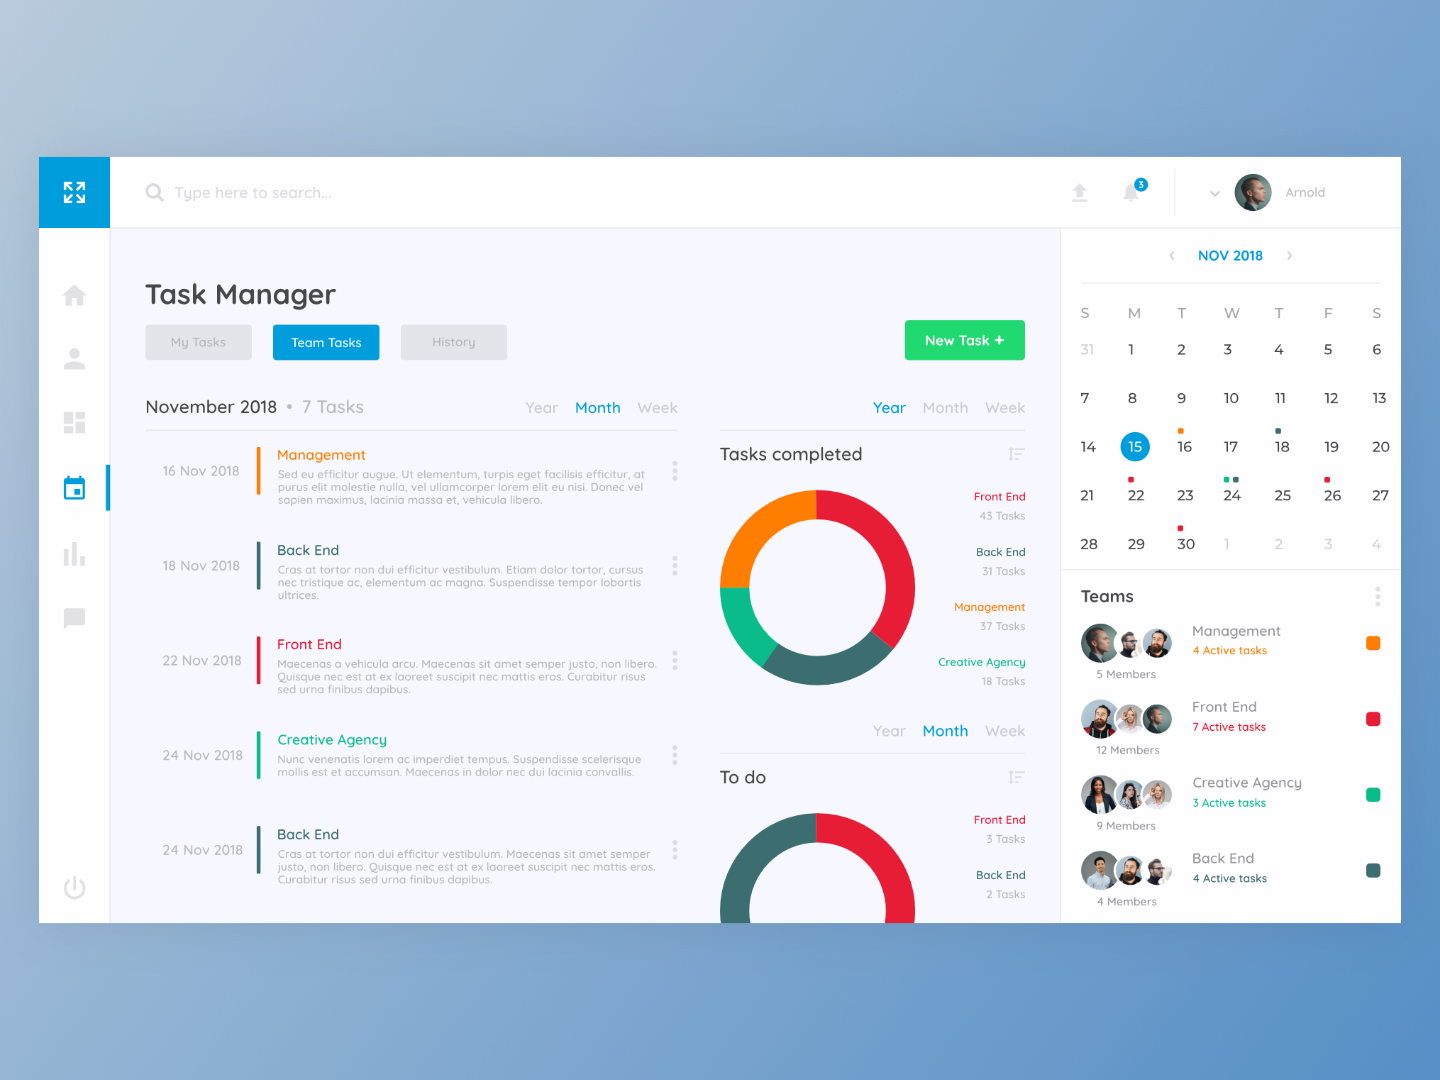 Type here to search...
3
Arnold
Task Manager
My Tasks
Team Tasks
History
New Task +
November 2018 • 7 Tasks
Year Month Week
16 Nov 2018
Management
Sed eu efficitur augue. Ut elementum, turpis eget facilisis efficitur, at
purus elit molestie nulla, vel ullamcorper lorem elit eu nisi. Donec vel
sapien maximus, lacinia massa et, vehicula libero.
18 Nov 2018
Back End
Cras at tortor non dui efficitur vestibulum. Etiam dolor tortor, cursus
nec tristique ac, elementum ac magna. Suspendisse tempor lobortis
ultrices.
22 Nov 2018
Front End
Maecenas a vehicula arcu. Maecenas sit amet semper justo, non libero.
Quisque nec est at ex laoreet suscipit nec mattis eros. Curabitur risus
sed urna finibus dapibus.
24 Nov 2018
Creative Agency
Nunc venenatis lorem ac imperdiet tempus. Suspendisse scelerisque
mollis est et accumsan. Maecenas in dolor nec dui lacinia convallis.
24 Nov 2018
Back End
Cras at tortor non dui efficitur vestibulum. Maecenas sit amet semper
justo, non libero. Quisque nec est at ex laoreet suscipit nec mattis eros.
Curabitur risus sed urna finibus dapibus.
Year Month Week
Tasks completed
Front End
43 Tasks
Back End
31 Tasks
Management
37 Tasks
Creative Agency
18 Tasks
Year Month Week
To do
Front End
3 Tasks
Back End
2 Tasks
NOV 2018
S M T W T F S
31 1 2 3 4 5 6
7 8 9 10 11 12 13
14 15 16 17 18 19 20
21 22 23 24 25 26 27
28 29 30 1 2 3 4
Teams
Management
4 Active tasks
5 Members
Front End
7 Active tasks
12 Members
Creative Agency
3 Active tasks
9 Members
Back End
4 Active tasks
4 Members